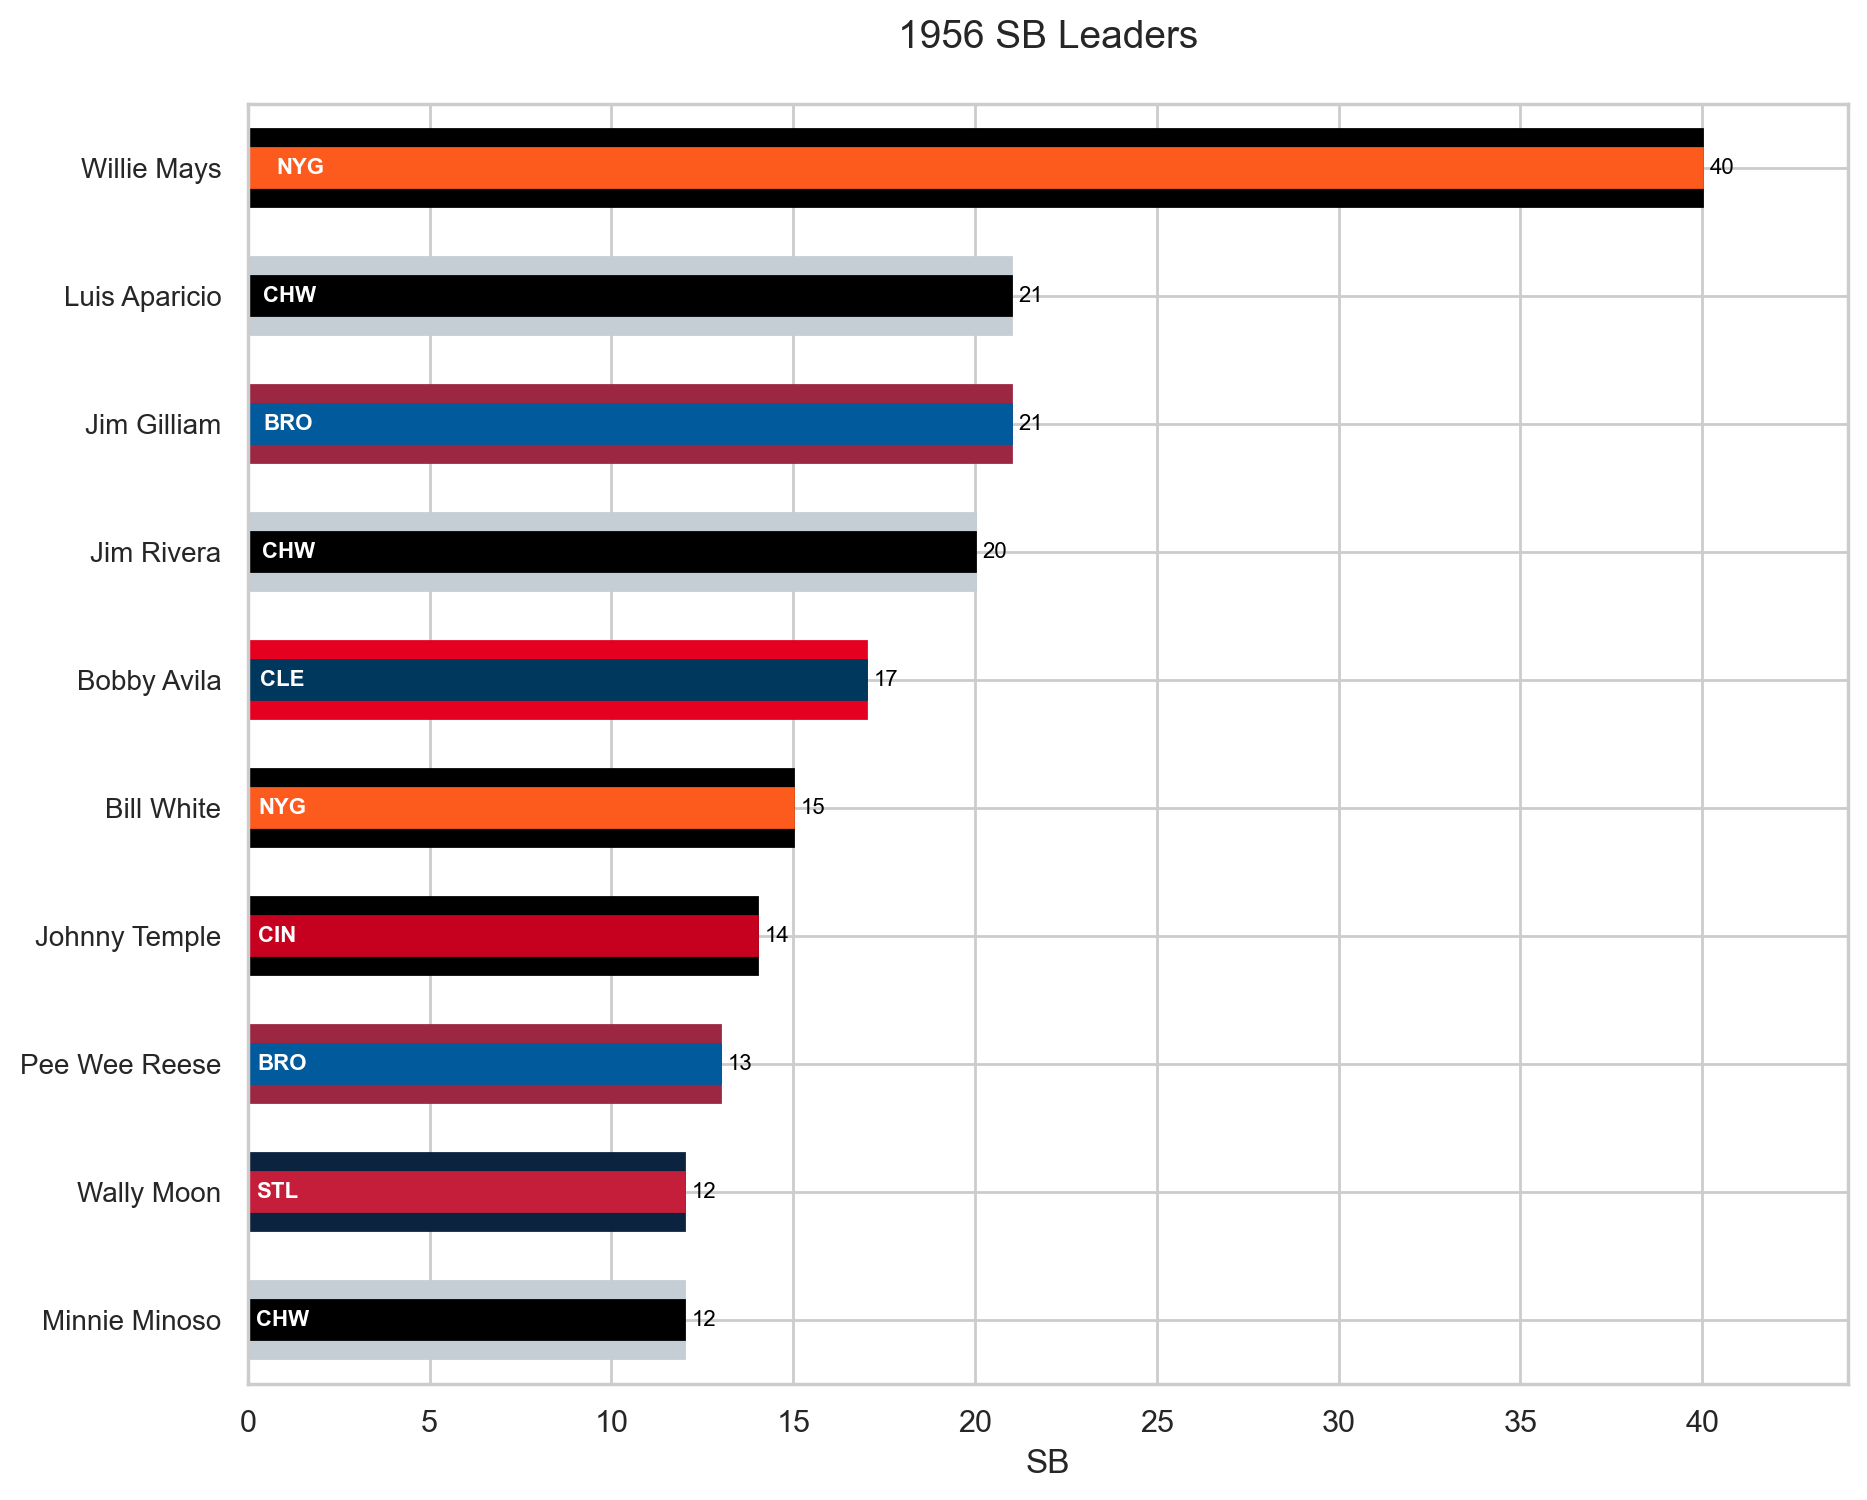 1956 SB Leaders
Willie Mays NYG 40
Luis Aparicio CHW 21
Jim Gilliam BRO 21
Jim Rivera CHW 20
Bobby Avila CLE 17
Bill White NYG 15
Johnny Temple CIN 14
Pee Wee Reese BRO 13
Wally Moon STL 12
Minnie Minoso CHW 12
0 5 10 15 20 25 30 35 40
SB